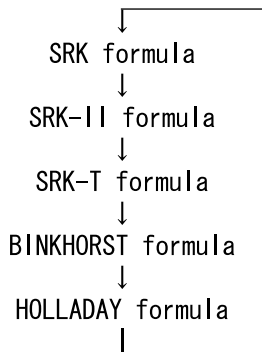 SRK formula
SRK-II formula
SRK-T formula
BINKHORST formula
HOLLADAY formula